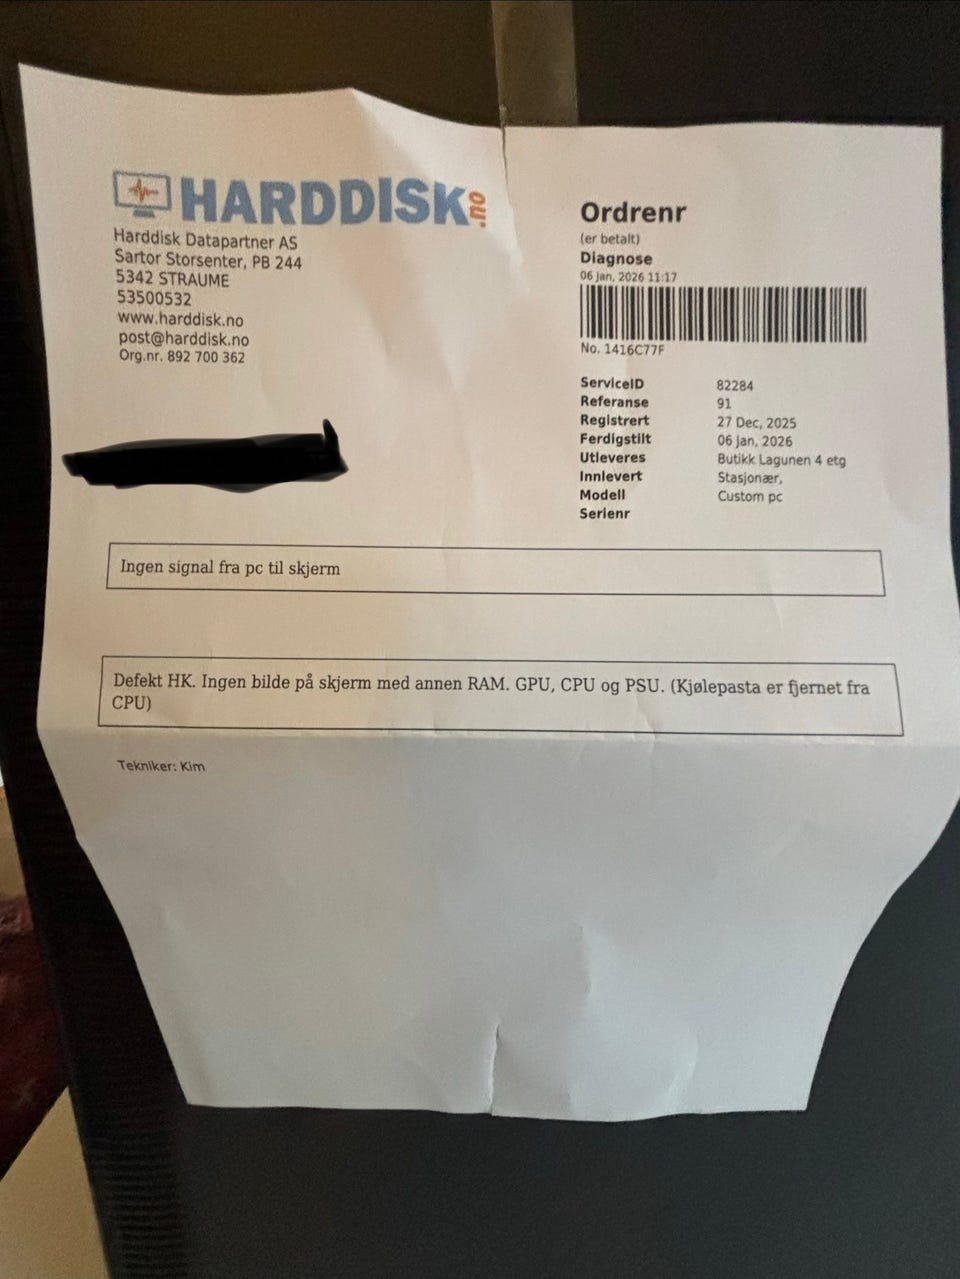 HARDDISK.no
Harddisk Datapartner AS
Sartor Storsenter, PB 244
5342 STRAUME
53500532
www.harddisk.no
post@harddisk.no
Org.nr. 892 700 362
Ordrenr
(er betalt)
Diagnose
06 jan, 2026 11:17
No. 1416C77F
ServiceID 82284
Referanse 91
Registrert 27 Dec, 2025
Ferdigstilt 06 jan, 2026
Utleveres Butikk Lagunen 4 etg
Innlevert Stasjonær,
Modell Custom pc
Serienr
Ingen signal fra pc til skjerm
Defekt HK. Ingen bilde på skjerm med annen RAM. GPU, CPU og PSU. (Kjølepasta er fjernet fra
CPU)
Tekniker: Kim